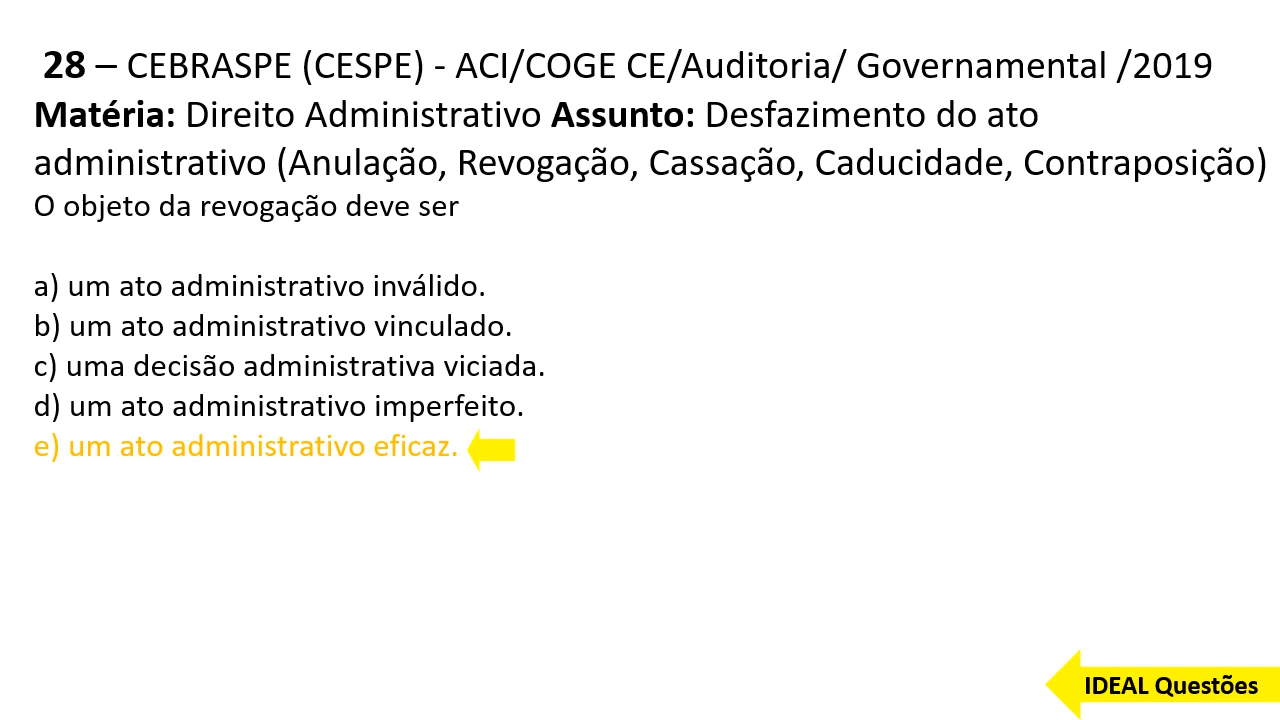 28 – CEBRASPE (CESPE) - ACI/COGE CE/Auditoria/ Governamental /2019
Matéria: Direito Administrativo Assunto: Desfazimento do ato
administrativo (Anulação, Revogação, Cassação, Caducidade, Contraposição)
O objeto da revogação deve ser
a) um ato administrativo inválido.
b) um ato administrativo vinculado.
c) uma decisão administrativa viciada.
d) um ato administrativo imperfeito.
e) um ato administrativo eficaz.
IDEAL Questões